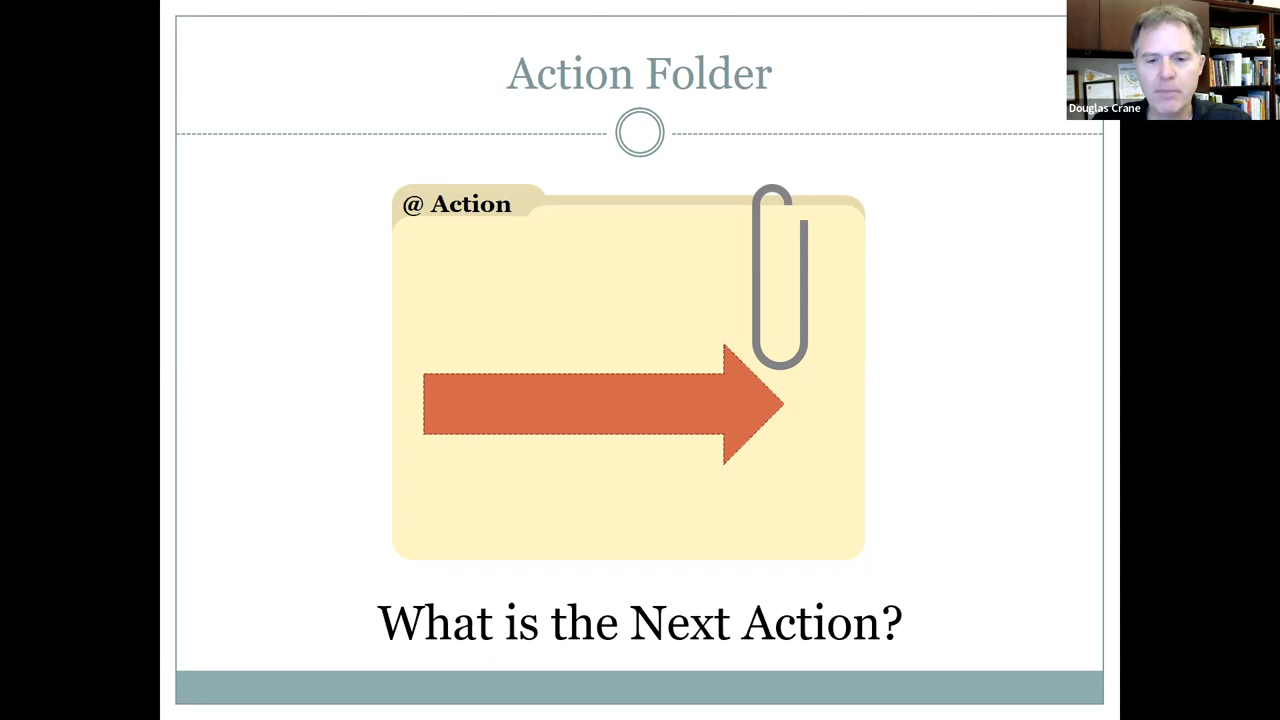 Action Folder
Douglas Crane
@ Action
What is the Next Action?